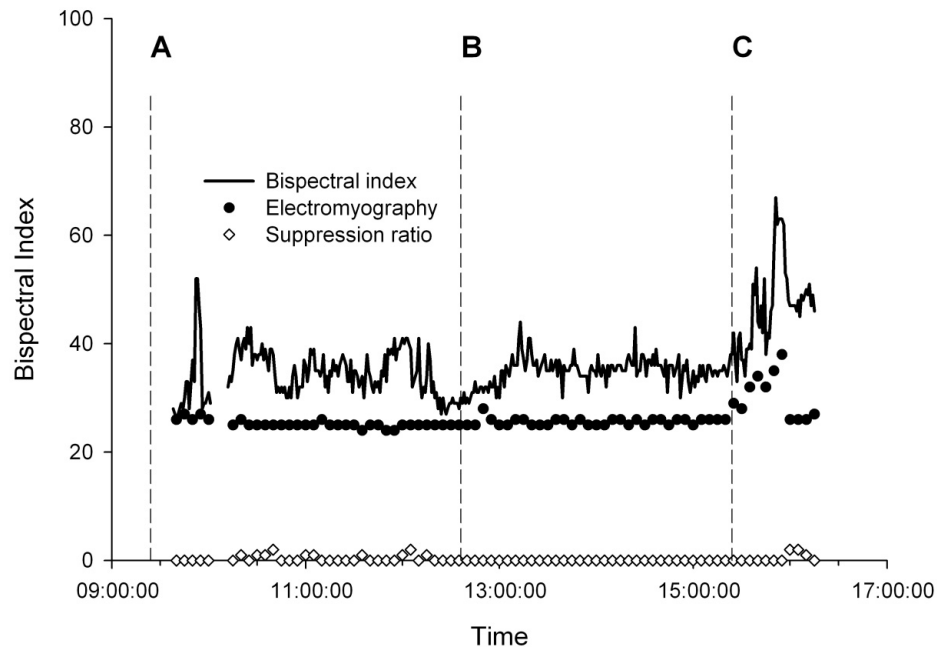 100
A
B
C
80
Bispectral index
Electromyography
Suppression ratio
60
Bispectral Index
40
20
0
09:00:00
11:00:00
13:00:00
15:00:00
17:00:00
Time